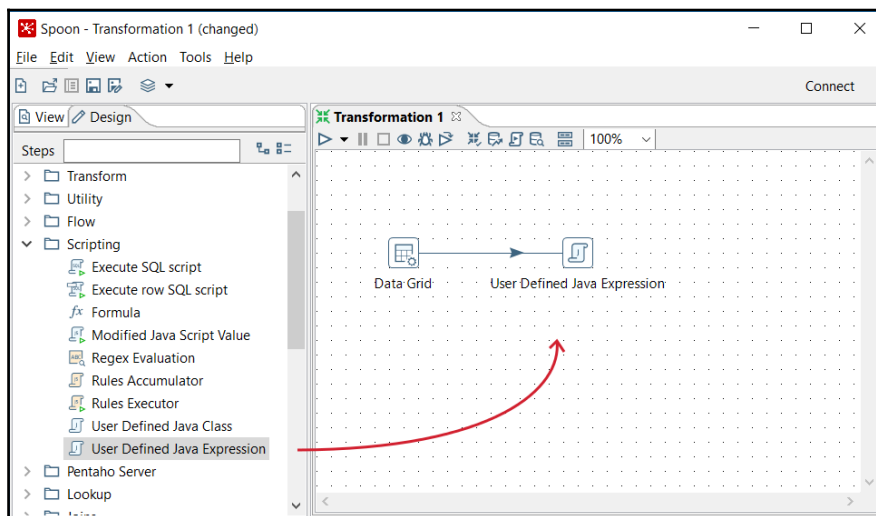 Spoon - Transformation 1 (changed)
File Edit View Action Tools Help
Connect
View Design
Transformation 1
Steps
100%
Transform
Utility
Flow
Scripting
Execute SQL script
Execute row SQL script
Formula
Modified Java Script Value
Regex Evaluation
Rules Accumulator
Rules Executor
User Defined Java Class
User Defined Java Expression
Pentaho Server
Lookup
Joins
Data Grid
User Defined Java Expression